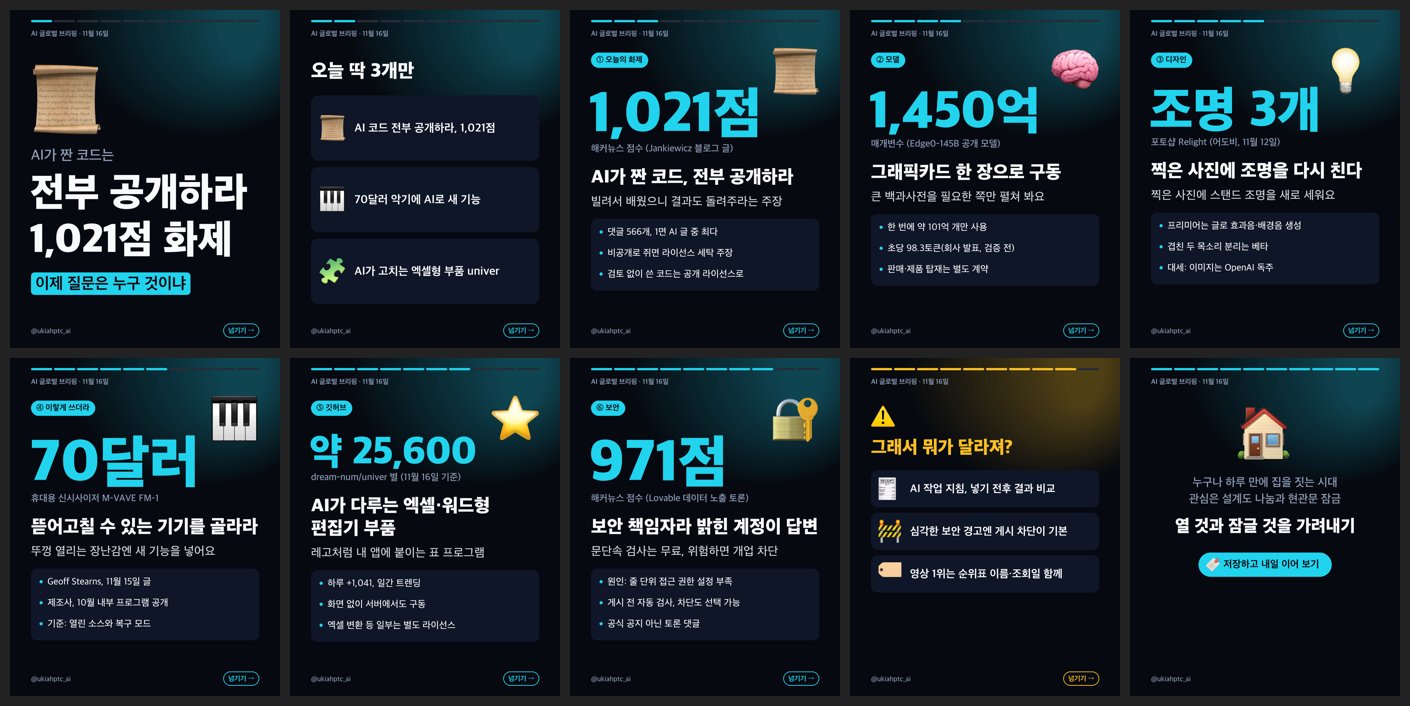 AI 글로벌 브리핑 · 11월 16일
AI가 짠 코드는
전부 공개하라
1,021점 화제
이제 질문은 누구 것이냐
@ukiahptc_ai
넘기기 →
AI 글로벌 브리핑 · 11월 16일
오늘 딱 3개만
AI 코드 전부 공개하라, 1,021점
70달러 악기에 AI로 새 기능
AI가 고치는 엑셀형 부품 univer
@ukiahptc_ai
넘기기 →
AI 글로벌 브리핑 · 11월 16일
① 오늘의 화제
1,021점
해커뉴스 점수 (Jankiewicz 블로그 글)
AI가 짠 코드, 전부 공개하라
빌려서 배웠으니 결과도 돌려주라는 주장
• 댓글 566개, 1면 AI 글 중 최다
• 비공개로 쥐면 라이선스 세탁 주장
• 검토 없이 쓴 코드는 공개 라이선스로
@ukiahptc_ai
넘기기 →
AI 글로벌 브리핑 · 11월 16일
② 모델
1,450억
매개변수 (Edge0-145B 공개 모델)
그래픽카드 한 장으로 구동
큰 백과사전을 필요한 쪽만 펼쳐 봐요
• 한 번에 약 101억 개만 사용
• 초당 98.3토큰(회사 발표, 검증 전)
• 판매·제품 탑재는 별도 계약
@ukiahptc_ai
넘기기 →
AI 글로벌 브리핑 · 11월 16일
③ 디자인
조명 3개
포토샵 Relight (어도비, 11월 12일)
찍은 사진에 조명을 다시 친다
찍은 사진에 스탠드 조명을 새로 세워요
• 프리미어는 글로 효과음·배경음 생성
• 겹친 두 목소리 분리는 베타
• 대세: 이미지는 OpenAI 독주
@ukiahptc_ai
넘기기 →
AI 글로벌 브리핑 · 11월 16일
④ 이렇게 쓰더라
70달러
휴대용 신시사이저 M-VAVE FM-1
뜯어고칠 수 있는 기기를 골라라
뚜껑 열리는 장난감엔 새 기능을 넣어요
• Geoff Stearns, 11월 15일 글
• 제조사, 10월 내부 프로그램 공개
• 기준: 열린 소스와 복구 모드
@ukiahptc_ai
넘기기 →
AI 글로벌 브리핑 · 11월 16일
⑤ 깃허브
약 25,600
dream-num/univer 별 (11월 16일 기준)
AI가 다루는 엑셀·워드형
편집기 부품
레고처럼 내 앱에 붙이는 표 프로그램
• 하루 +1,041, 일간 트렌딩
• 화면 없이 서버에서도 구동
• 엑셀 변환 등 일부는 별도 라이선스
@ukiahptc_ai
넘기기 →
AI 글로벌 브리핑 · 11월 16일
⑥ 보안
971점
해커뉴스 점수 (Lovable 데이터 노출 토론)
보안 책임자라 밝힌 계정이 답변
문단속 검사는 무료, 위험하면 개업 차단
• 원인: 줄 단위 접근 권한 설정 부족
• 게시 전 자동 검사, 차단도 선택 가능
• 공식 공지 아닌 토론 댓글
@ukiahptc_ai
넘기기 →
AI 글로벌 브리핑 · 11월 16일
그래서 뭐가 달라져?
AI 작업 지침, 넣기 전후 결과 비교
심각한 보안 경고엔 게시 차단이 기본
영상 1위는 순위표 이름·조회일 함께
@ukiahptc_ai
넘기기 →
AI 글로벌 브리핑 · 11월 16일
누구나 하루 만에 집을 짓는 시대
관심은 설계도 나눔과 현관문 잠금
열 것과 잠글 것을 가려내기
저장하고 내일 이어 보기
@ukiahptc_ai